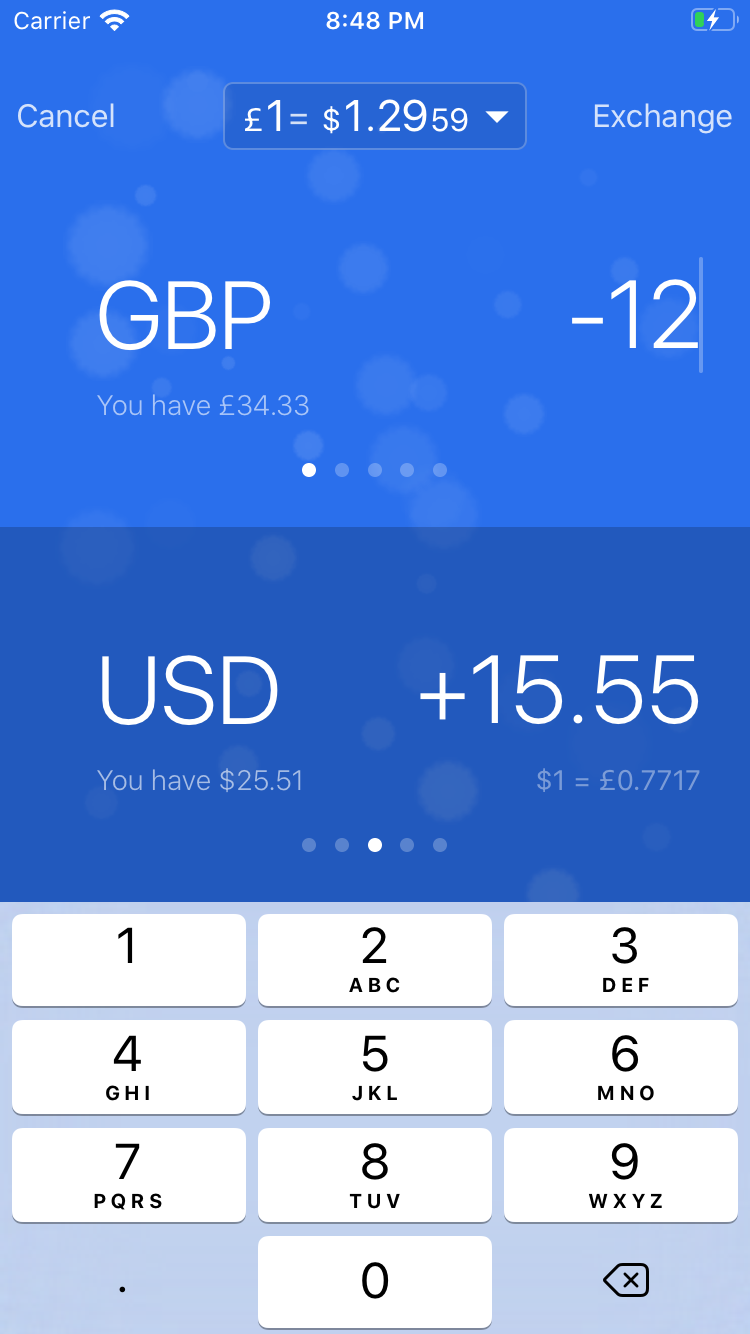 Carrier 8:48 PM
Cancel £1= $1.2959 Exchange
GBP -12
You have £34.33
USD +15.55
You have $25.51 $1 = £0.7717
1 2 3
ABC DEF
4 5 6
GHI JKL MNO
7 8 9
PQRS TUV WXYZ
. 0